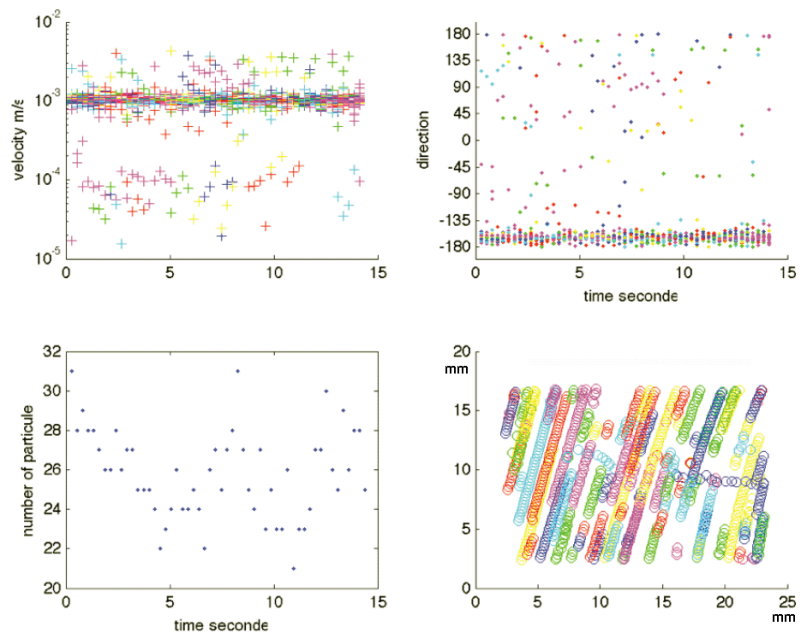 velocity m/s
10-2
10-3
10-4
10-5
0 5 10 15
direction
180
135
90
45
0
-45
-90
-135
-180
0 5 10 15
time seconde
number of particule
32
30
28
26
24
22
20
0 5 10 15
time seconde
20
mm
15
10
5
0
0 5 10 15 20 25
mm